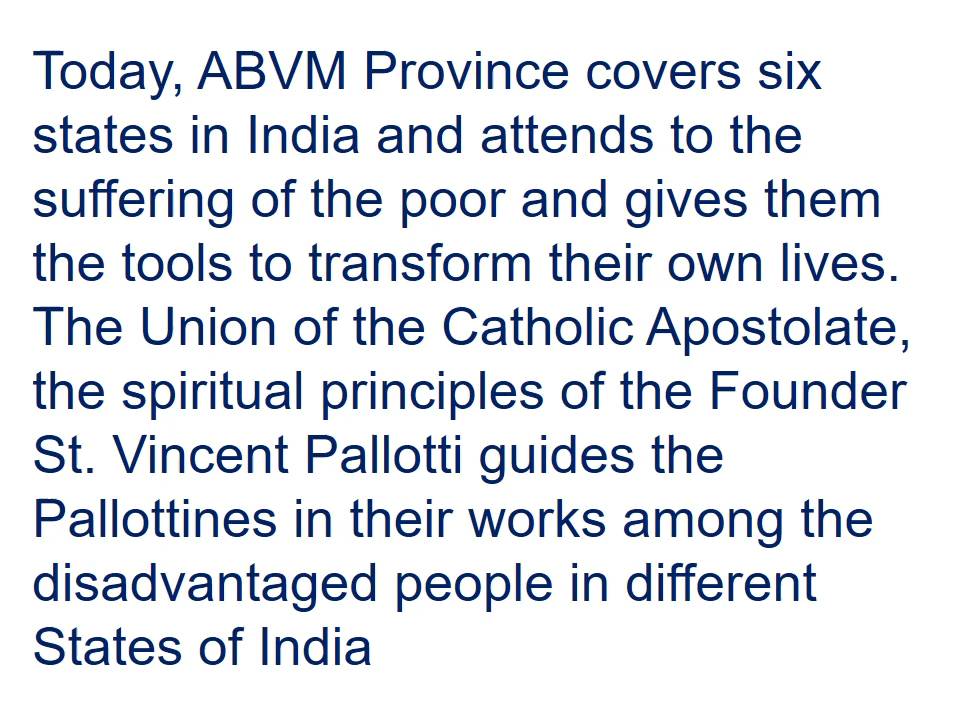 Today, ABVM Province covers six
states in India and attends to the
suffering of the poor and gives them
the tools to transform their own lives.
The Union of the Catholic Apostolate,
the spiritual principles of the Founder
St. Vincent Pallotti guides the
Pallottines in their works among the
disadvantaged people in different
States of India